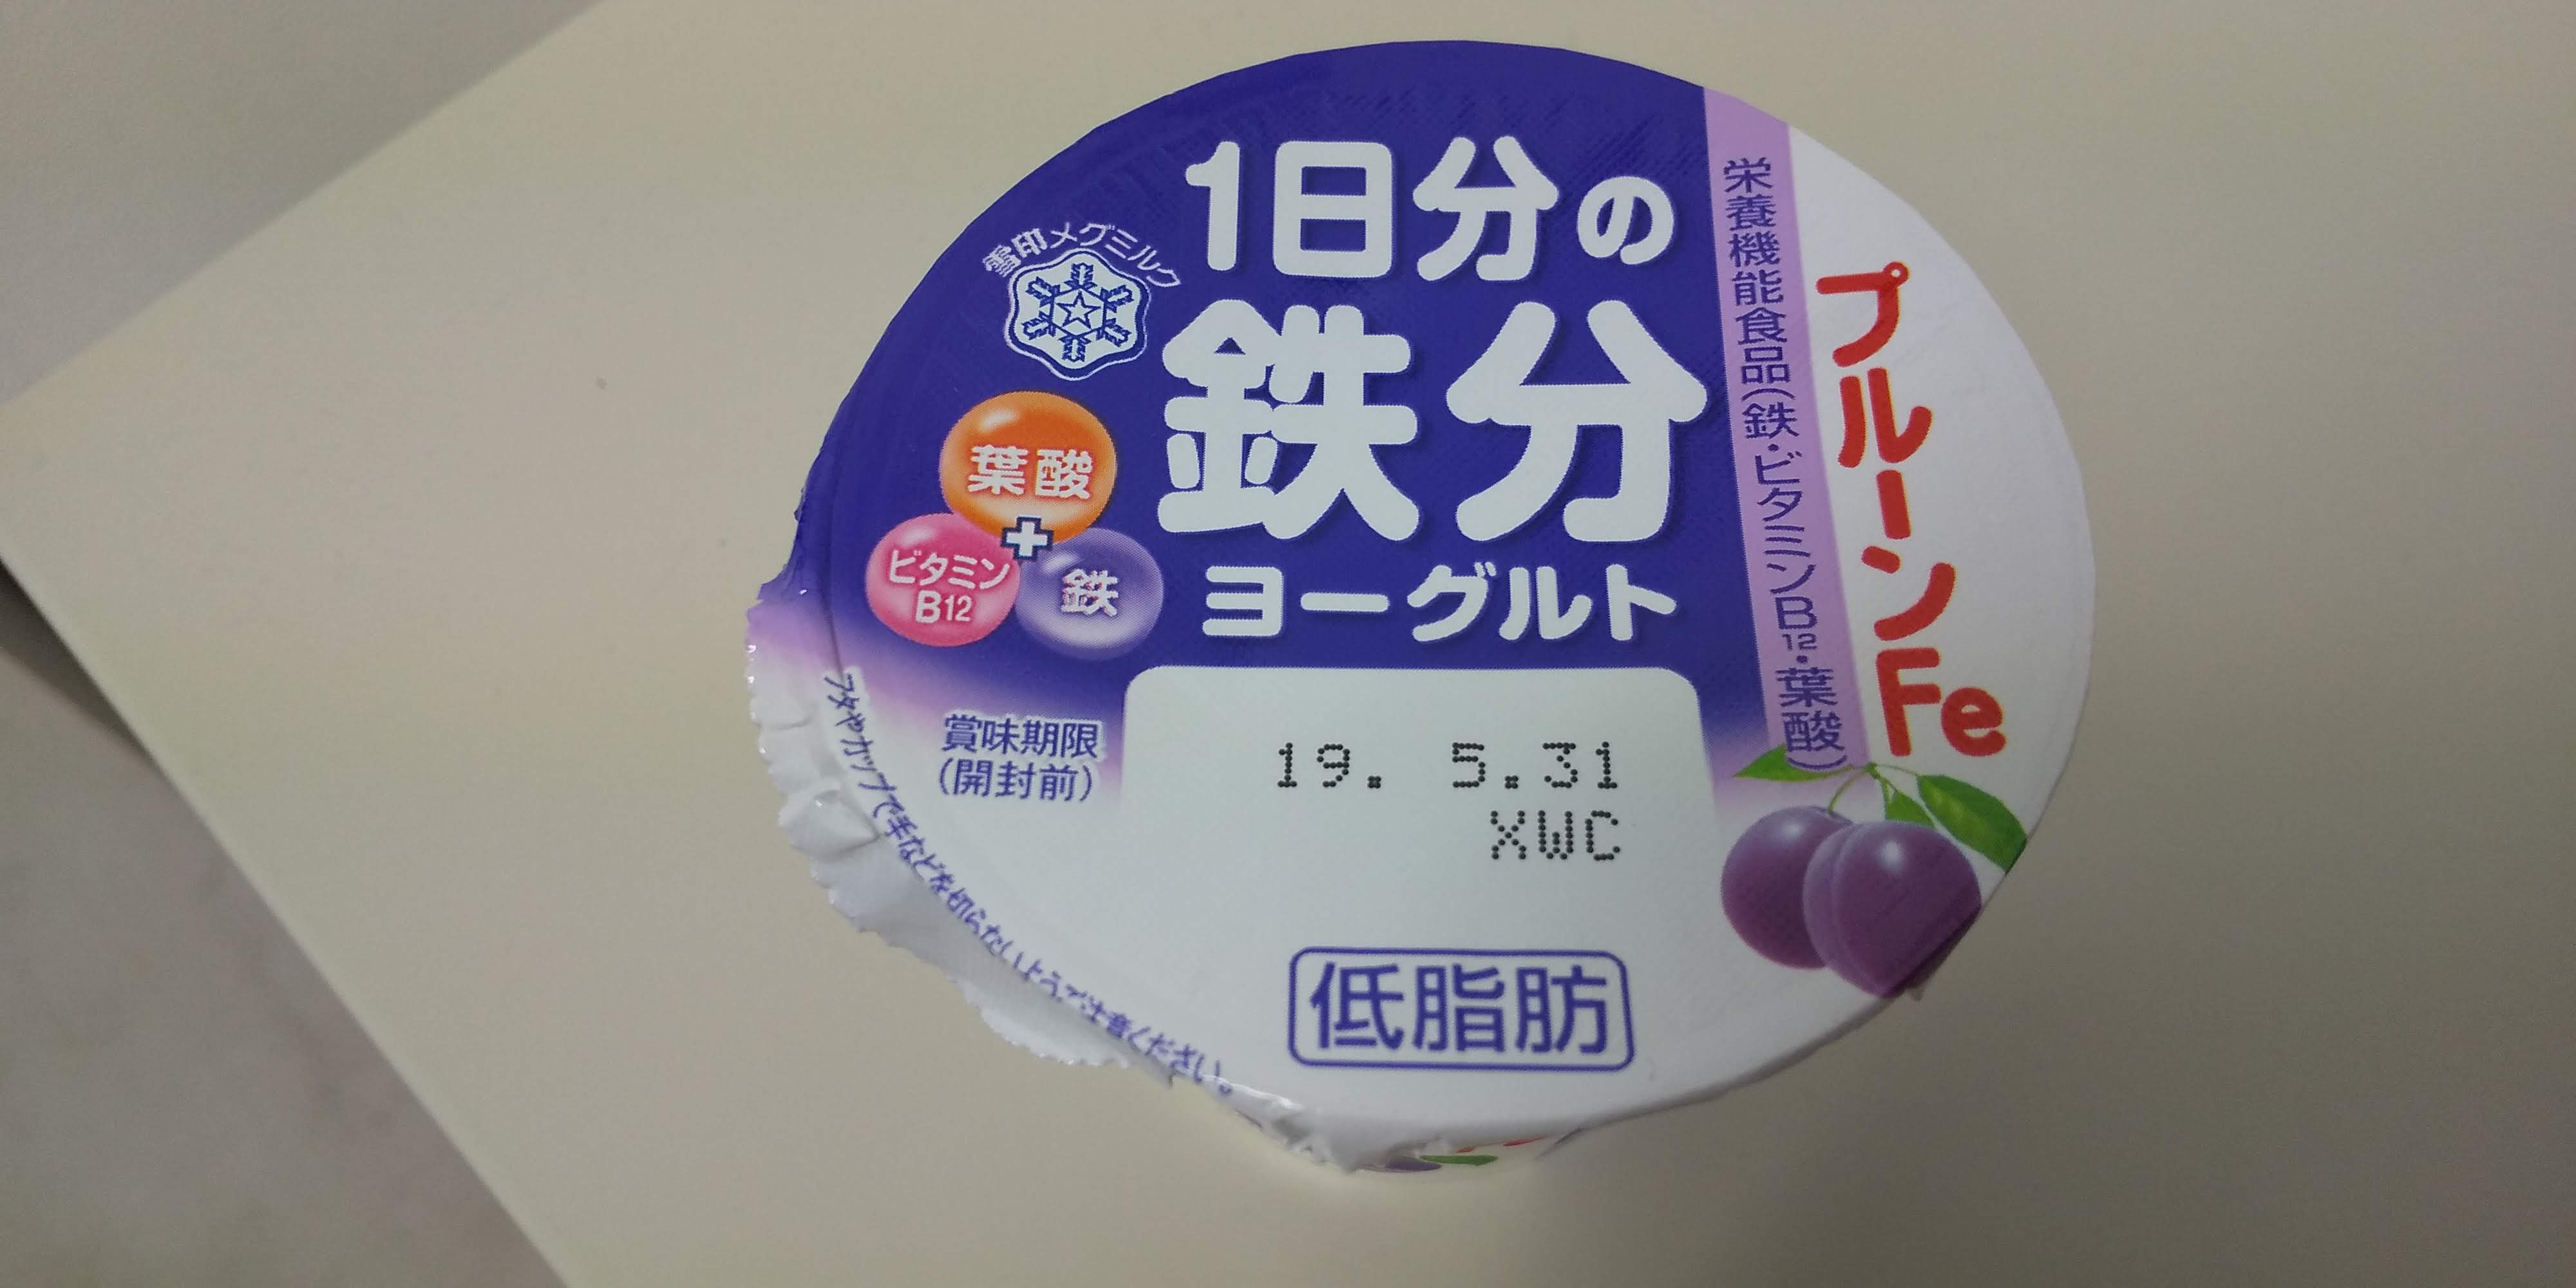 雪印メグミルク
1日分の
鉄分
ヨーグルト
葉酸
+
ビタミン
B12
鉄
栄養機能食品(鉄・ビタミンB12・葉酸)
プルーンFe
賞味期限
(開封前)
19. 5.31
XWC
低脂肪
フタやカップで手などを切らないようご注意ください。